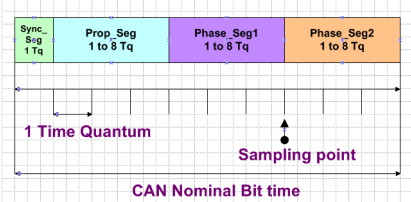 Sync_
Seg
1 Tq
Prop_Seg
1 to 8 Tq
Phase_Seg1
1 to 8 Tq
Phase_Seg2
1 to 8 Tq
1 Time Quantum
Sampling point
CAN Nominal Bit time